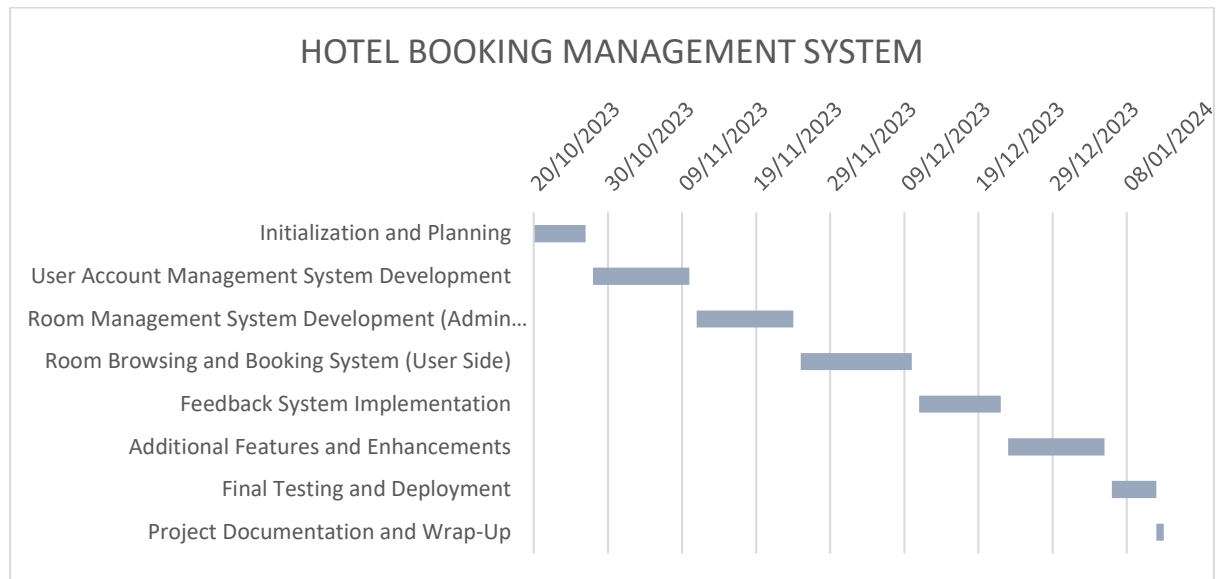 HOTEL BOOKING MANAGEMENT SYSTEM
20/10/2023
30/10/2023
09/11/2023
19/11/2023
29/11/2023
09/12/2023
19/12/2023
29/12/2023
08/01/2024
Initialization and Planning
User Account Management System Development
Room Management System Development (Admin…
Room Browsing and Booking System (User Side)
Feedback System Implementation
Additional Features and Enhancements
Final Testing and Deployment
Project Documentation and Wrap-Up